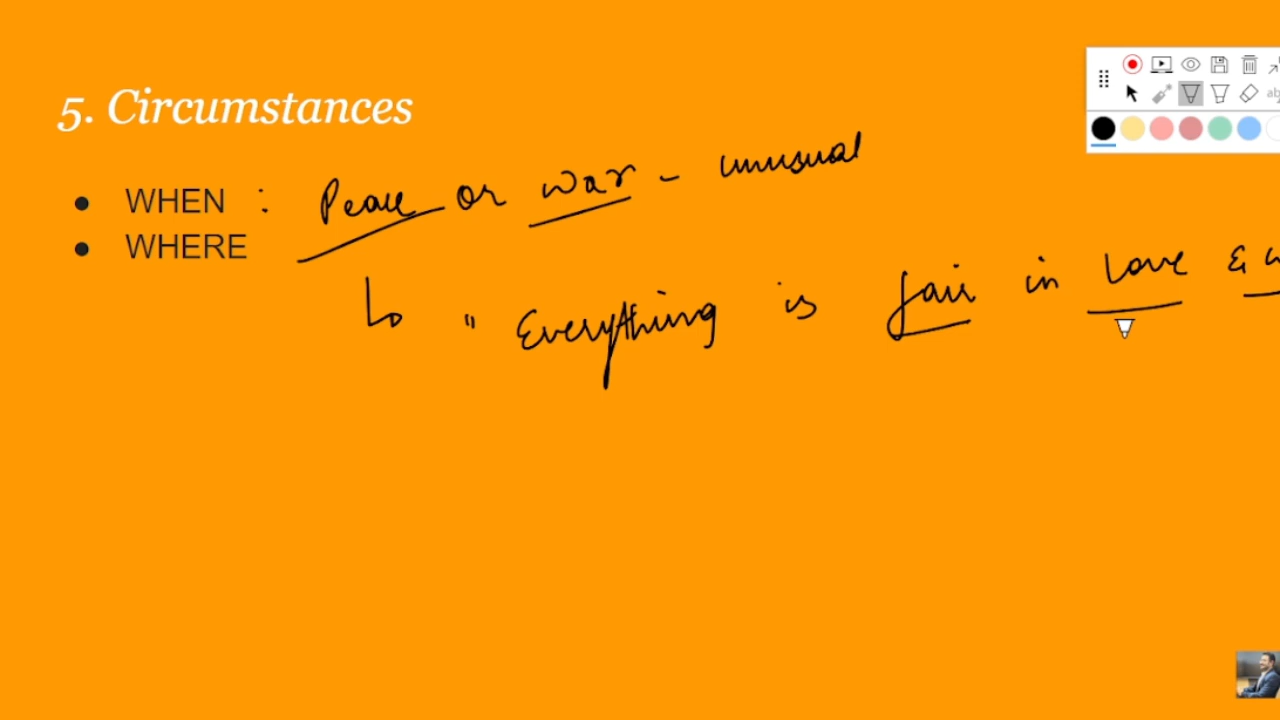 5. Circumstances
• WHEN : Peace or war - unusual
• WHERE
↳ " Everything is fair in love &